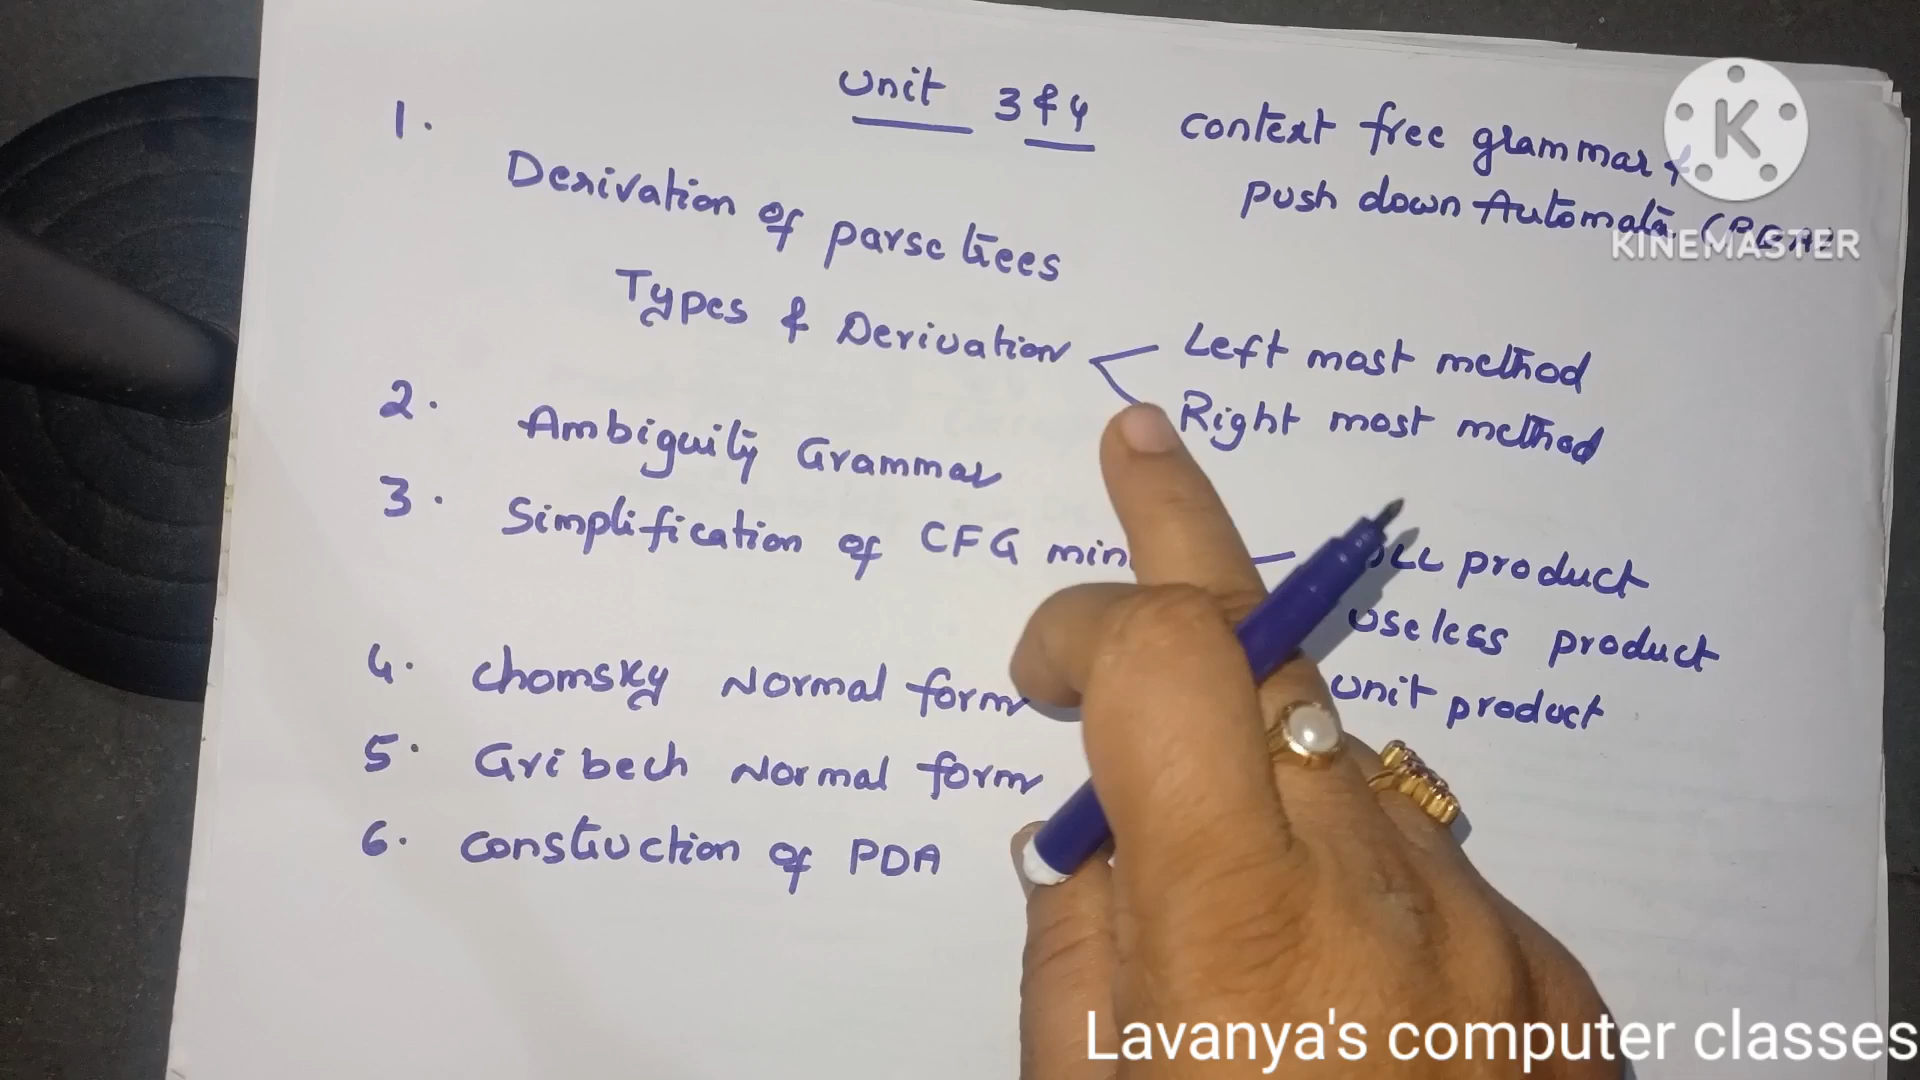 Unit 3 & 4 context free grammar &
push down Automata
1.
Derivation of parse trees
Types of Derivation Left most method
Right most method
2. Ambiguity Grammar
3. Simplification of CFG product
useless product
unit product
4. Chomsky Normal form
5. Gribech Normal form
6. construction of PDA
K
KINEMASTER
Lavanya's computer classes